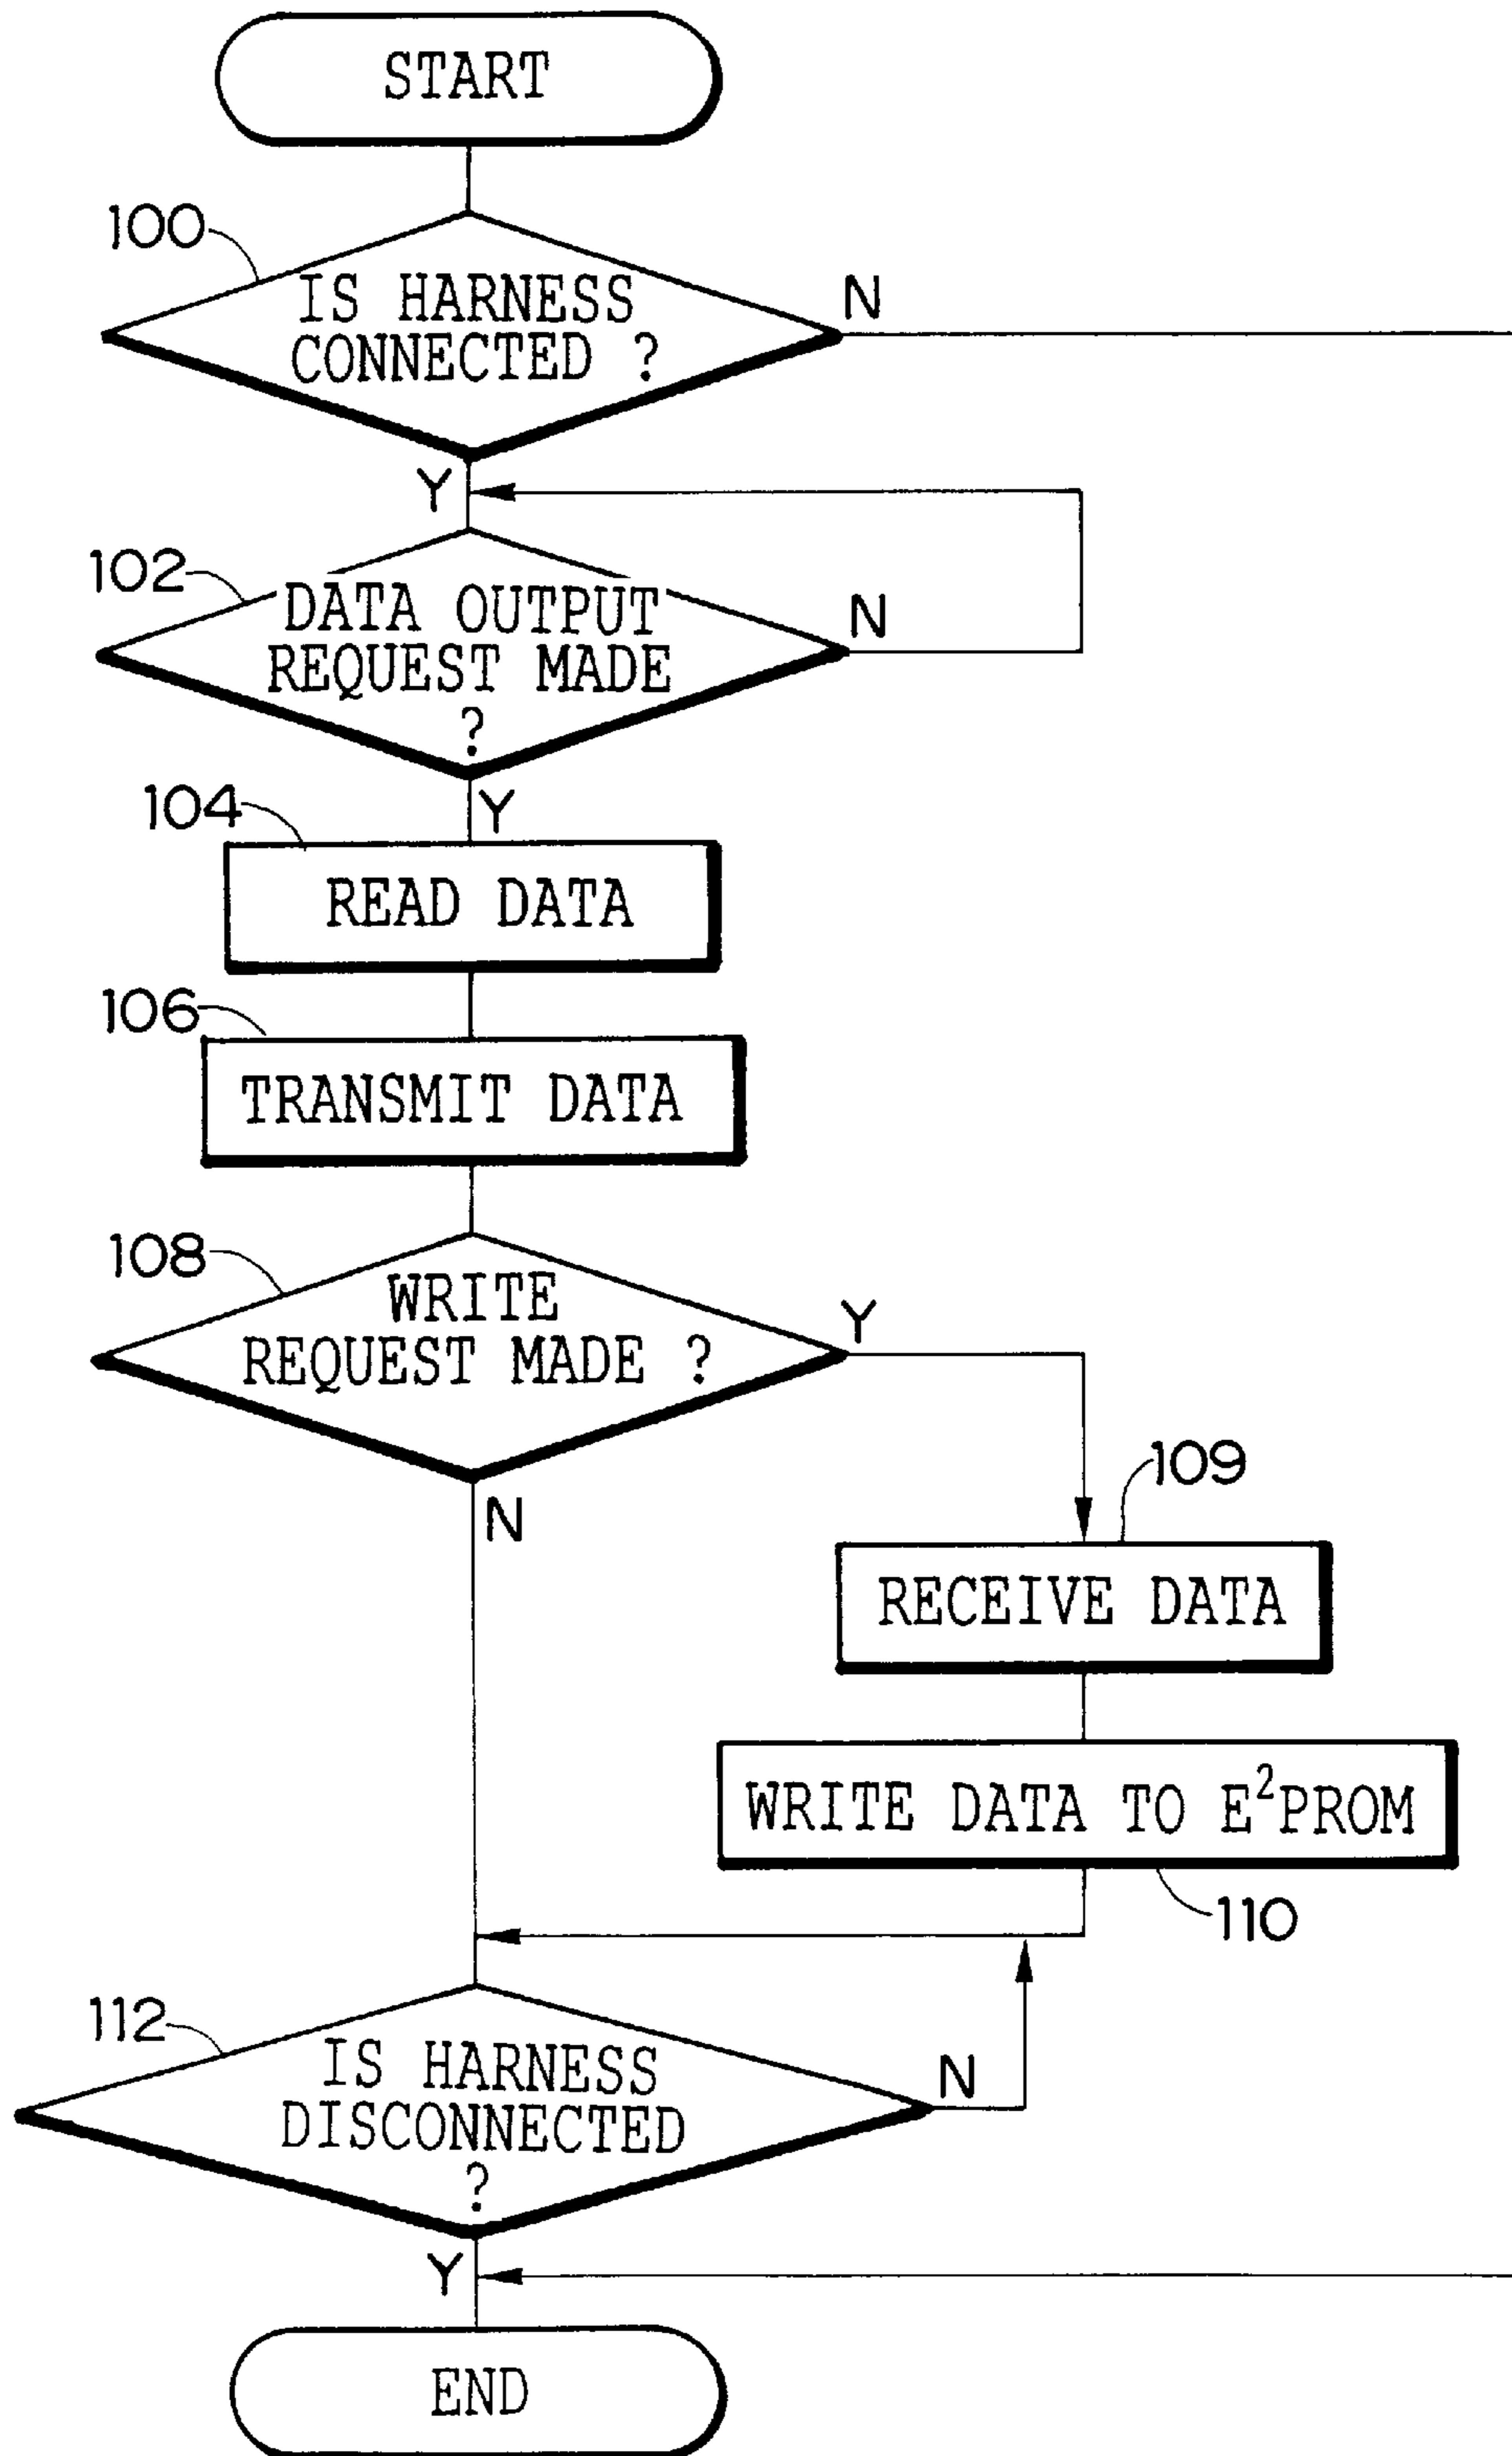 START
100
IS HARNESS
CONNECTED ?
N
Y
102
DATA OUTPUT
REQUEST MADE
?
N
Y
104
READ DATA
106
TRANSMIT DATA
108
WRITE
REQUEST MADE ?
Y
N
109
RECEIVE DATA
WRITE DATA TO E²PROM
110
112
IS HARNESS
DISCONNECTED
?
N
Y
END